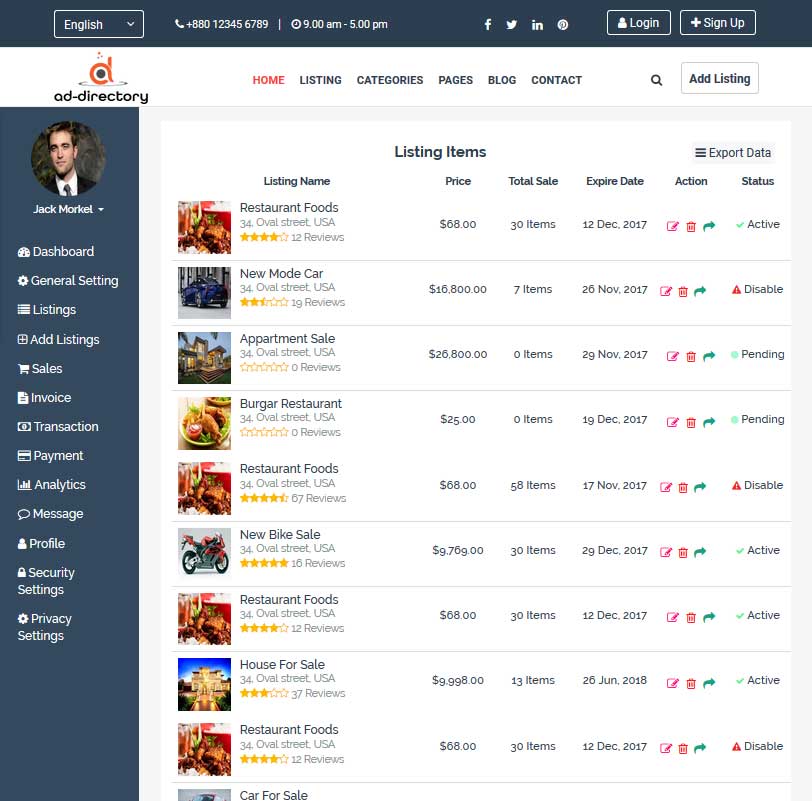 English
+880 12345 6789 | 9.00 am - 5.00 pm
Login
Sign Up
ad-directory
HOME LISTING CATEGORIES PAGES BLOG CONTACT
Add Listing
Jack Morkel
Dashboard
General Setting
Listings
Add Listings
Sales
Invoice
Transaction
Payment
Analytics
Message
Profile
Security
Settings
Privacy
Settings
Listing Items
Export Data
Listing Name Price Total Sale Expire Date Action Status
Restaurant Foods
34, Oval street, USA
12 Reviews
$68.00 30 Items 12 Dec, 2017 Active
New Mode Car
34, Oval street, USA
19 Reviews
$16,800.00 7 Items 26 Nov, 2017 Disable
Appartment Sale
34, Oval street, USA
0 Reviews
$26,800.00 0 Items 29 Nov, 2017 Pending
Burgar Restaurant
34, Oval street, USA
0 Reviews
$25.00 0 Items 19 Dec, 2017 Pending
Restaurant Foods
34, Oval street, USA
67 Reviews
$68.00 58 Items 17 Nov, 2017 Disable
New Bike Sale
34, Oval street, USA
16 Reviews
$9,769.00 30 Items 29 Dec, 2017 Active
Restaurant Foods
34, Oval street, USA
12 Reviews
$68.00 30 Items 12 Dec, 2017 Active
House For Sale
34, Oval street, USA
37 Reviews
$9,998.00 13 Items 26 Jun, 2018 Active
Restaurant Foods
34, Oval street, USA
12 Reviews
$68.00 30 Items 12 Dec, 2017 Disable
Car For Sale